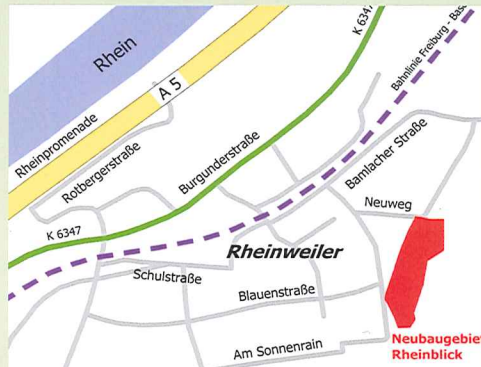 K 6347
Bahnlinie Freiburg - Base
Rhein
A 5
Rheinpromenade
Rotbergerstraße
Burgunderstraße
Bamlacher Straße
Neuweg
K 6347
Rheinweiler
Schulstraße
Blauenstraße
Am Sonnenrain
Neubaugebiet
Rheinblick